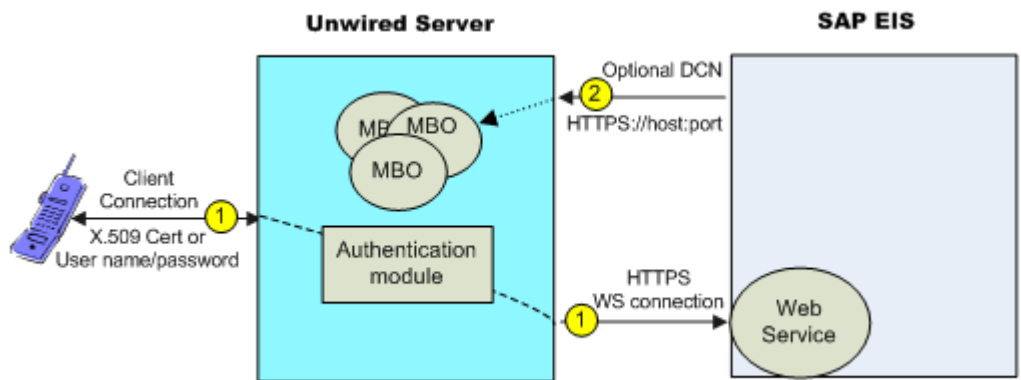 Unwired Server
SAP EIS
Optional DCN
2
HTTPS://host:port
MBO
MBO
Client
Connection
1
X.509 Cert or
User name/password
Authentication
module
HTTPS
WS connection
1
Web
Service